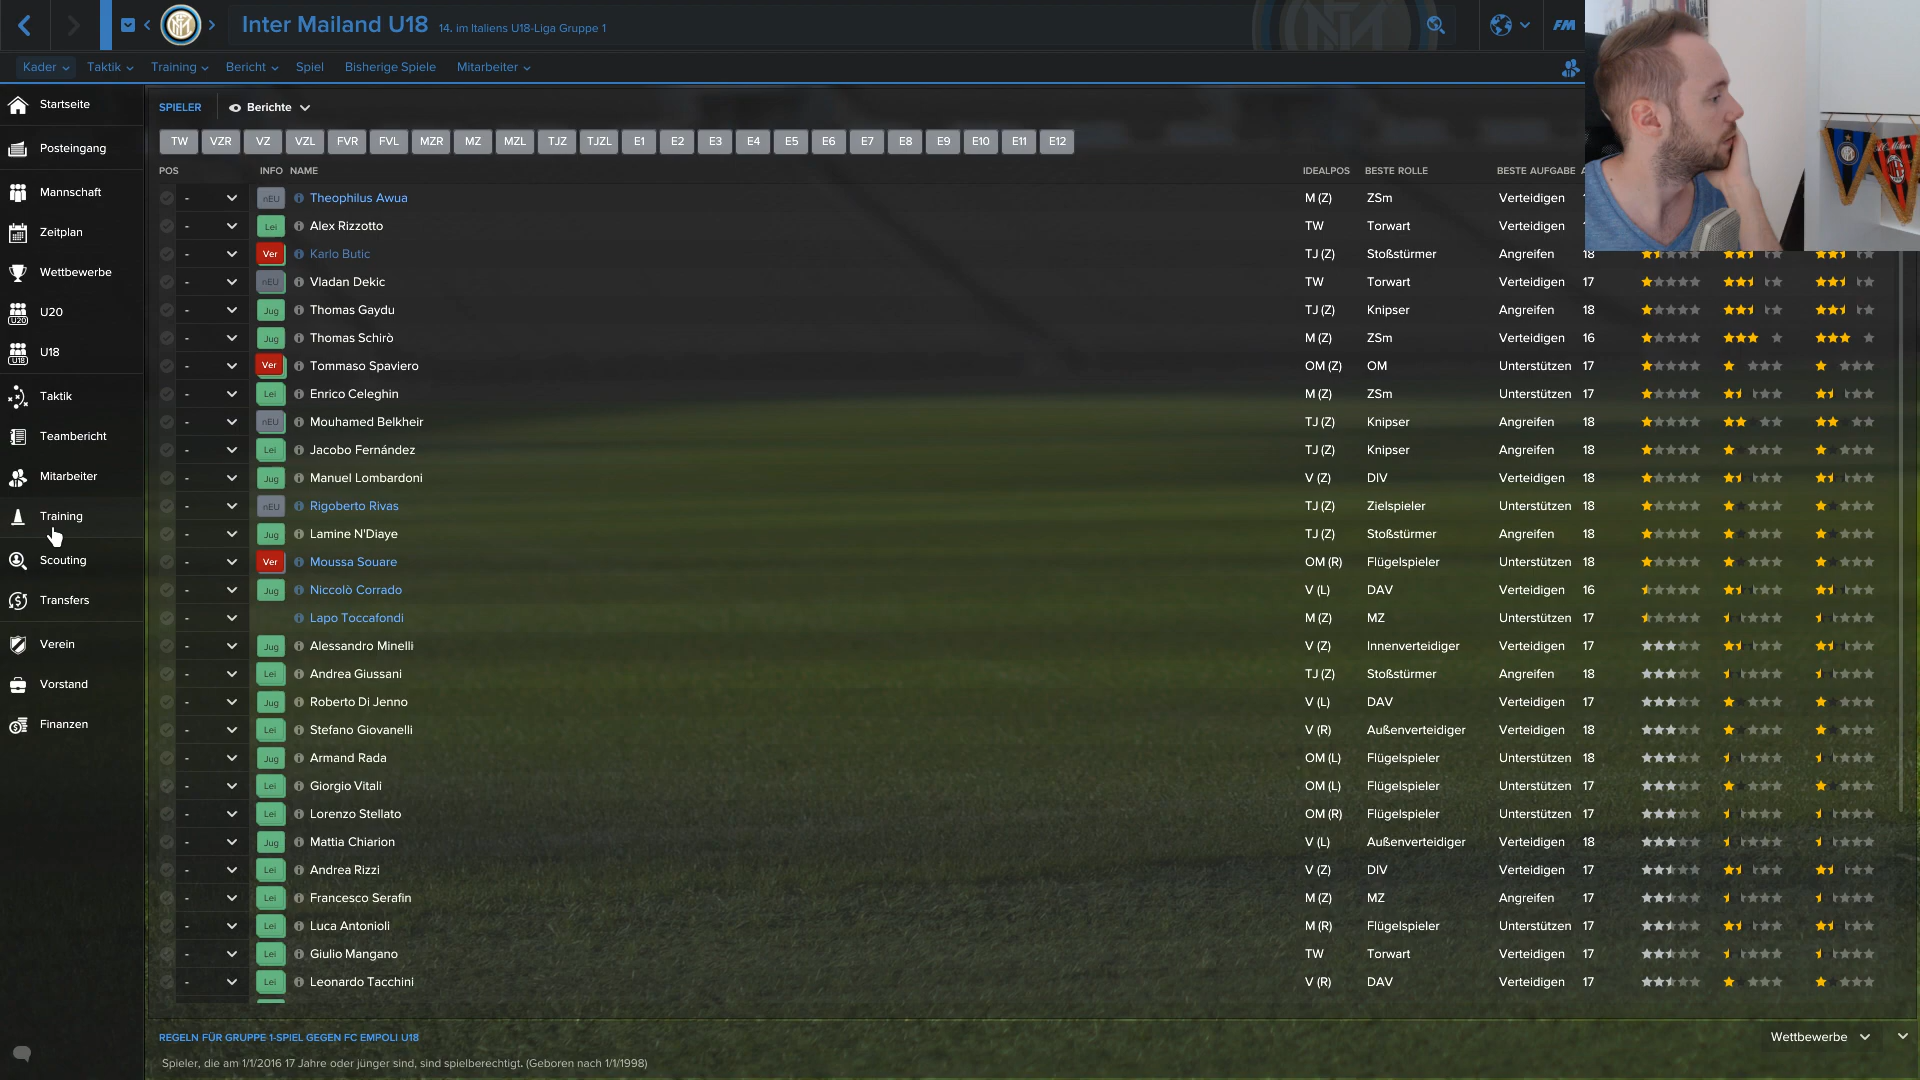 Inter Mailand U18 14. im Italiens U18-Liga Gruppe 1
FM
Kader Taktik Training Bericht Spiel Bisherige Spiele Mitarbeiter
Startseite
Posteingang
Mannschaft
Zeitplan
Wettbewerbe
U20
U18
Taktik
Teambericht
Mitarbeiter
Training
Scouting
Transfers
Verein
Vorstand
Finanzen
SPIELER Berichte
TW VZR VZ VZL FVR FVL MZR MZ MZL TJZ TJZL E1 E2 E3 E4 E5 E6 E7 E8 E9 E10 E11 E12
POS INFO NAME IDEALPOS BESTE ROLLE BESTE AUFGABE
- nEU Theophilus Awua M (Z) ZSm Verteidigen
- Lei Alex Rizzotto TW Torwart Verteidigen
- Ver Karlo Butic TJ (Z) Stoßstürmer Angreifen 18
- nEU Vladan Dekic TW Torwart Verteidigen 17
- Jug Thomas Gaydu TJ (Z) Knipser Angreifen 18
- Jug Thomas Schirò M (Z) ZSm Verteidigen 16
- Ver Tommaso Spaviero OM (Z) OM Unterstützen 17
- Lei Enrico Celeghin M (Z) ZSm Unterstützen 17
- nEU Mouhamed Belkheir TJ (Z) Knipser Angreifen 18
- Lei Jacobo Fernández TJ (Z) Knipser Angreifen 18
- Jug Manuel Lombardoni V (Z) DIV Verteidigen 18
- nEU Rigoberto Rivas TJ (Z) Zielspieler Unterstützen 18
- Jug Lamine N'Diaye TJ (Z) Stoßstürmer Angreifen 18
- Ver Moussa Souare OM (R) Flügelspieler Unterstützen 18
- Jug Niccolò Corrado V (L) DAV Verteidigen 16
- Lapo Toccafondi M (Z) MZ Unterstützen 17
- Jug Alessandro Minelli V (Z) Innenverteidiger Verteidigen 17
- Lei Andrea Giussani TJ (Z) Stoßstürmer Angreifen 18
- Jug Roberto Di Jenno V (L) DAV Verteidigen 17
- Lei Stefano Giovanelli V (R) Außenverteidiger Verteidigen 18
- Jug Armand Rada OM (L) Flügelspieler Unterstützen 18
- Lei Giorgio Vitali OM (L) Flügelspieler Unterstützen 17
- Lei Lorenzo Stellato OM (R) Flügelspieler Unterstützen 17
- Jug Mattia Chiarion V (L) Außenverteidiger Verteidigen 18
- Lei Andrea Rizzi V (Z) DIV Verteidigen 17
- Lei Francesco Serafin M (Z) MZ Angreifen 17
- Lei Luca Antonioli M (R) Flügelspieler Unterstützen 17
- Lei Giulio Mangano TW Torwart Verteidigen 17
- Lei Leonardo Tacchini V (R) DAV Verteidigen 17
REGELN FÜR GRUPPE 1-SPIEL GEGEN FC EMPOLI U18
Wettbewerbe
Spieler, die am 1/1/2016 17 Jahre oder jünger sind, sind spielberechtigt. (Geboren nach 1/1/1998)